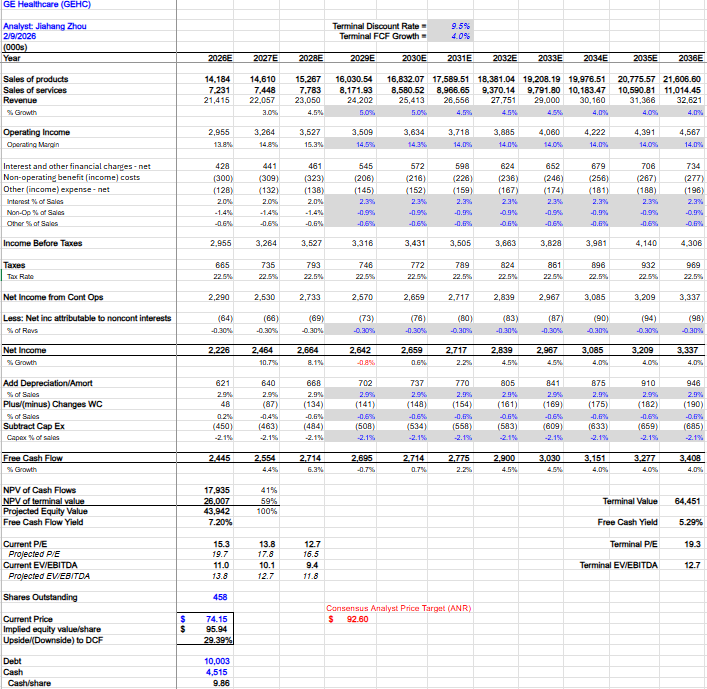 GE Healthcare (GEHC)
Analyst: Jiahang Zhou Terminal Discount Rate = 9.5%
2/9/2026 Terminal FCF Growth = 4.0%
(000s)
Year 2026E 2027E 2028E 2029E 2030E 2031E 2032E 2033E 2034E 2035E 2036E
Sales of products 14,184 14,610 15,267 16,030.54 16,832.07 17,589.51 18,381.04 19,208.19 19,976.51 20,775.57 21,606.60
Sales of services 7,231 7,448 7,783 8,171.93 8,580.52 8,966.65 9,370.14 9,791.80 10,183.47 10,590.81 11,014.45
Revenue 21,415 22,057 23,050 24,202 25,413 26,556 27,751 29,000 30,160 31,366 32,621
% Growth 3.0% 4.5% 5.0% 5.0% 4.5% 4.5% 4.5% 4.0% 4.0% 4.0%
Operating Income 2,955 3,264 3,527 3,509 3,634 3,718 3,885 4,060 4,222 4,391 4,567
Operating Margin 13.8% 14.8% 15.3% 14.5% 14.3% 14.0% 14.0% 14.0% 14.0% 14.0% 14.0%
Interest and other financial charges - net 428 441 461 545 572 598 624 652 679 706 734
Non-operating benefit (income) costs (300) (309) (323) (206) (216) (226) (236) (246) (256) (267) (277)
Other (income) expense - net (128) (132) (138) (145) (152) (159) (167) (174) (181) (188) (196)
Interest % of Sales 2.0% 2.0% 2.0% 2.3% 2.3% 2.3% 2.3% 2.3% 2.3% 2.3% 2.3%
Non-Op % of Sales -1.4% -1.4% -1.4% -0.9% -0.9% -0.9% -0.9% -0.9% -0.9% -0.9% -0.9%
Other % of Sales -0.6% -0.6% -0.6% -0.6% -0.6% -0.6% -0.6% -0.6% -0.6% -0.6% -0.6%
Income Before Taxes 2,955 3,264 3,527 3,316 3,431 3,505 3,663 3,828 3,981 4,140 4,306
Taxes 665 735 793 746 772 789 824 861 896 932 969
Tax Rate 22.5% 22.5% 22.5% 22.5% 22.5% 22.5% 22.5% 22.5% 22.5% 22.5% 22.5%
Net Income from Cont Ops 2,290 2,530 2,733 2,570 2,659 2,717 2,839 2,967 3,085 3,209 3,337
Less: Net inc attributable to noncont interests (64) (66) (69) (73) (76) (80) (83) (87) (90) (94) (98)
% of Revs -0.30% -0.30% -0.30% -0.30% -0.30% -0.30% -0.30% -0.30% -0.30% -0.30% -0.30%
Net Income 2,226 2,464 2,664 2,642 2,659 2,717 2,839 2,967 3,085 3,209 3,337
% Growth 10.7% 8.1% -0.8% 0.6% 2.2% 4.5% 4.5% 4.0% 4.0% 4.0%
Add Depreciation/Amort 621 640 668 702 737 770 805 841 875 910 946
% of Sales 2.9% 2.9% 2.9% 2.9% 2.9% 2.9% 2.9% 2.9% 2.9% 2.9% 2.9%
Plus/(minus) Changes WC 48 (87) (134) (141) (148) (154) (161) (169) (175) (182) (190)
% of Sales 0.2% -0.4% -0.6% -0.6% -0.6% -0.6% -0.6% -0.6% -0.6% -0.6% -0.6%
Subtract Cap Ex (450) (463) (484) (508) (534) (558) (583) (609) (633) (659) (685)
Capex % of sales -2.1% -2.1% -2.1% -2.1% -2.1% -2.1% -2.1% -2.1% -2.1% -2.1% -2.1%
Free Cash Flow 2,445 2,554 2,714 2,695 2,714 2,775 2,900 3,030 3,151 3,277 3,408
% Growth 4.4% 6.3% -0.7% 0.7% 2.2% 4.5% 4.5% 4.0% 4.0% 4.0%
NPV of Cash Flows 17,935 41%
NPV of terminal value 26,007 59% Terminal Value 64,451
Projected Equity Value 43,942 100%
Free Cash Flow Yield 7.20% Free Cash Yield 5.29%
Current P/E 15.3 13.8 12.7 Terminal P/E 19.3
Projected P/E 19.7 17.8 16.5
Current EV/EBITDA 11.0 10.1 9.4 Terminal EV/EBITDA 12.7
Projected EV/EBITDA 13.8 12.7 11.8
Shares Outstanding 458
Consensus Analyst Price Target (ANR)
Current Price $ 74.15 $ 92.60
Implied equity value/share $ 95.94
Upside/(Downside) to DCF 29.39%
Debt 10,003
Cash 4,515
Cash/share 9.86